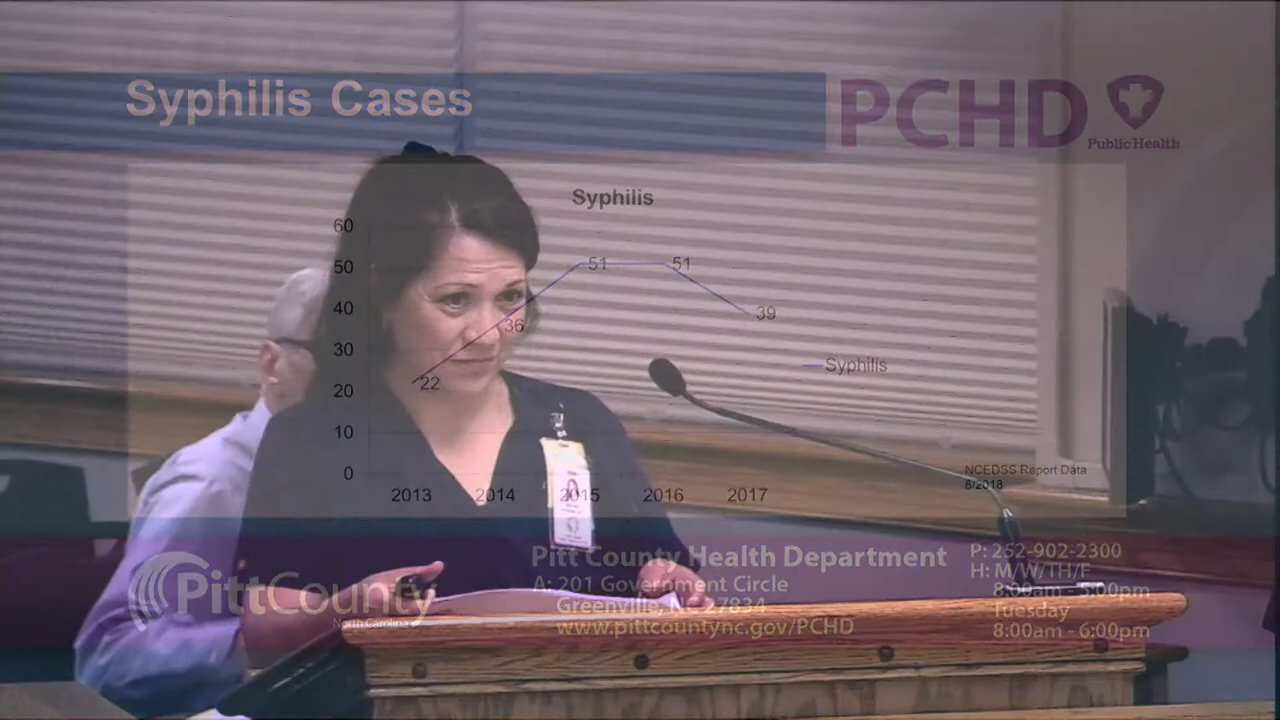 Syphilis Cases
PCHD
Public Health
Syphilis
60
50
40
30
20
10
0
22
36
51
51
39
Syphilis
2013 2014 2015 2016 2017
NCEDSS Report Data
8/2018
PittCounty
North Carolina
Pitt County Health Department
A: 201 Government Circle
Greenville, NC 27834
www.pittcountync.gov/PCHD
P: 252-902-2300
H: M/W/TH/F
8:00am - 5:00pm
Tuesday
8:00am - 6:00pm